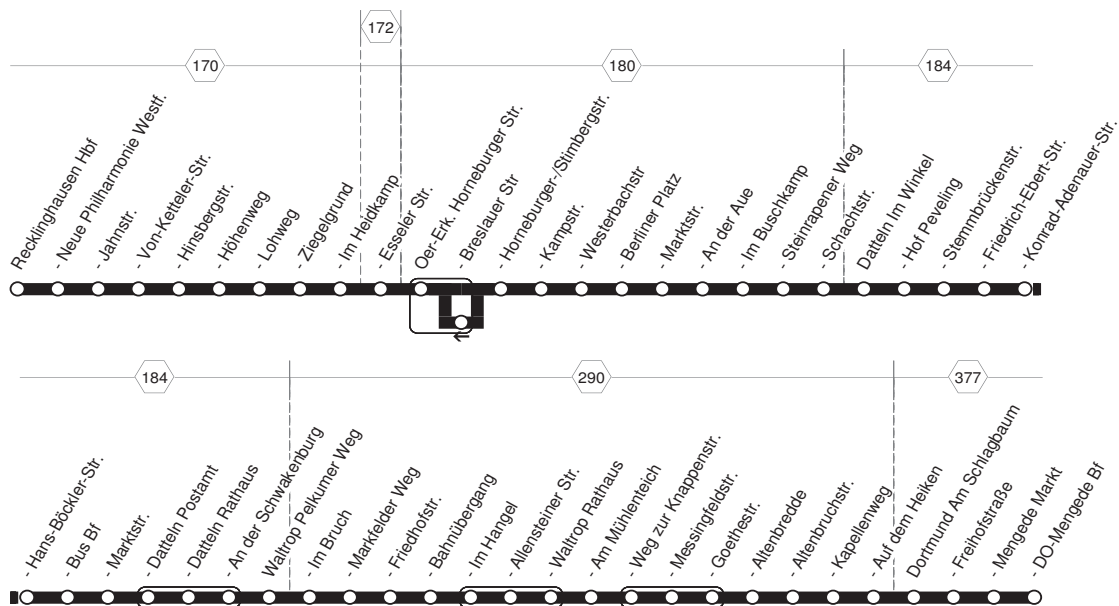 172
170
180
184
Recklinghausen Hbf
- Neue Philharmonie Westf.
- Jahnstr.
- Von-Ketteler-Str.
- Hinsbergstr.
- Höhenweg
- Lohweg
- Ziegelgrund
- Im Heidkamp
- Esseler Str.
Oer-Erk. Horneburger Str.
- Breslauer Str
- Horneburger-/Stimbergstr.
- Kampstr.
- Westerbachstr
- Berliner Platz
- Marktstr.
- An der Aue
- Im Buschkamp
- Steinrapener Weg
- Schachtstr.
Datteln Im Winkel
- Hof Peveling
- Stemmbrückenstr.
- Friedrich-Ebert-Str.
- Konrad-Adenauer-Str.
184
290
377
- Hans-Böckler-Str.
- Bus Bf
- Marktstr.
- Datteln Postamt
- Datteln Rathaus
- An der Schwakenburg
Waltrop Pelkumer Weg
- Im Bruch
- Markfelder Weg
- Friedhofstr.
- Bahnübergang
- Im Hangel
- Allensteiner Str.
- Waltrop Rathaus
- Am Mühlenteich
- Weg zur Knappenstr.
- Messingfeldstr.
- Goethestr.
- Altenbredde
- Altenbruchstr.
- Kapellenweg
- Auf dem Heiken
Dortmund Am Schlagbaum
- Freihofstraße
- Mengede Markt
- DO-Mengede Bf